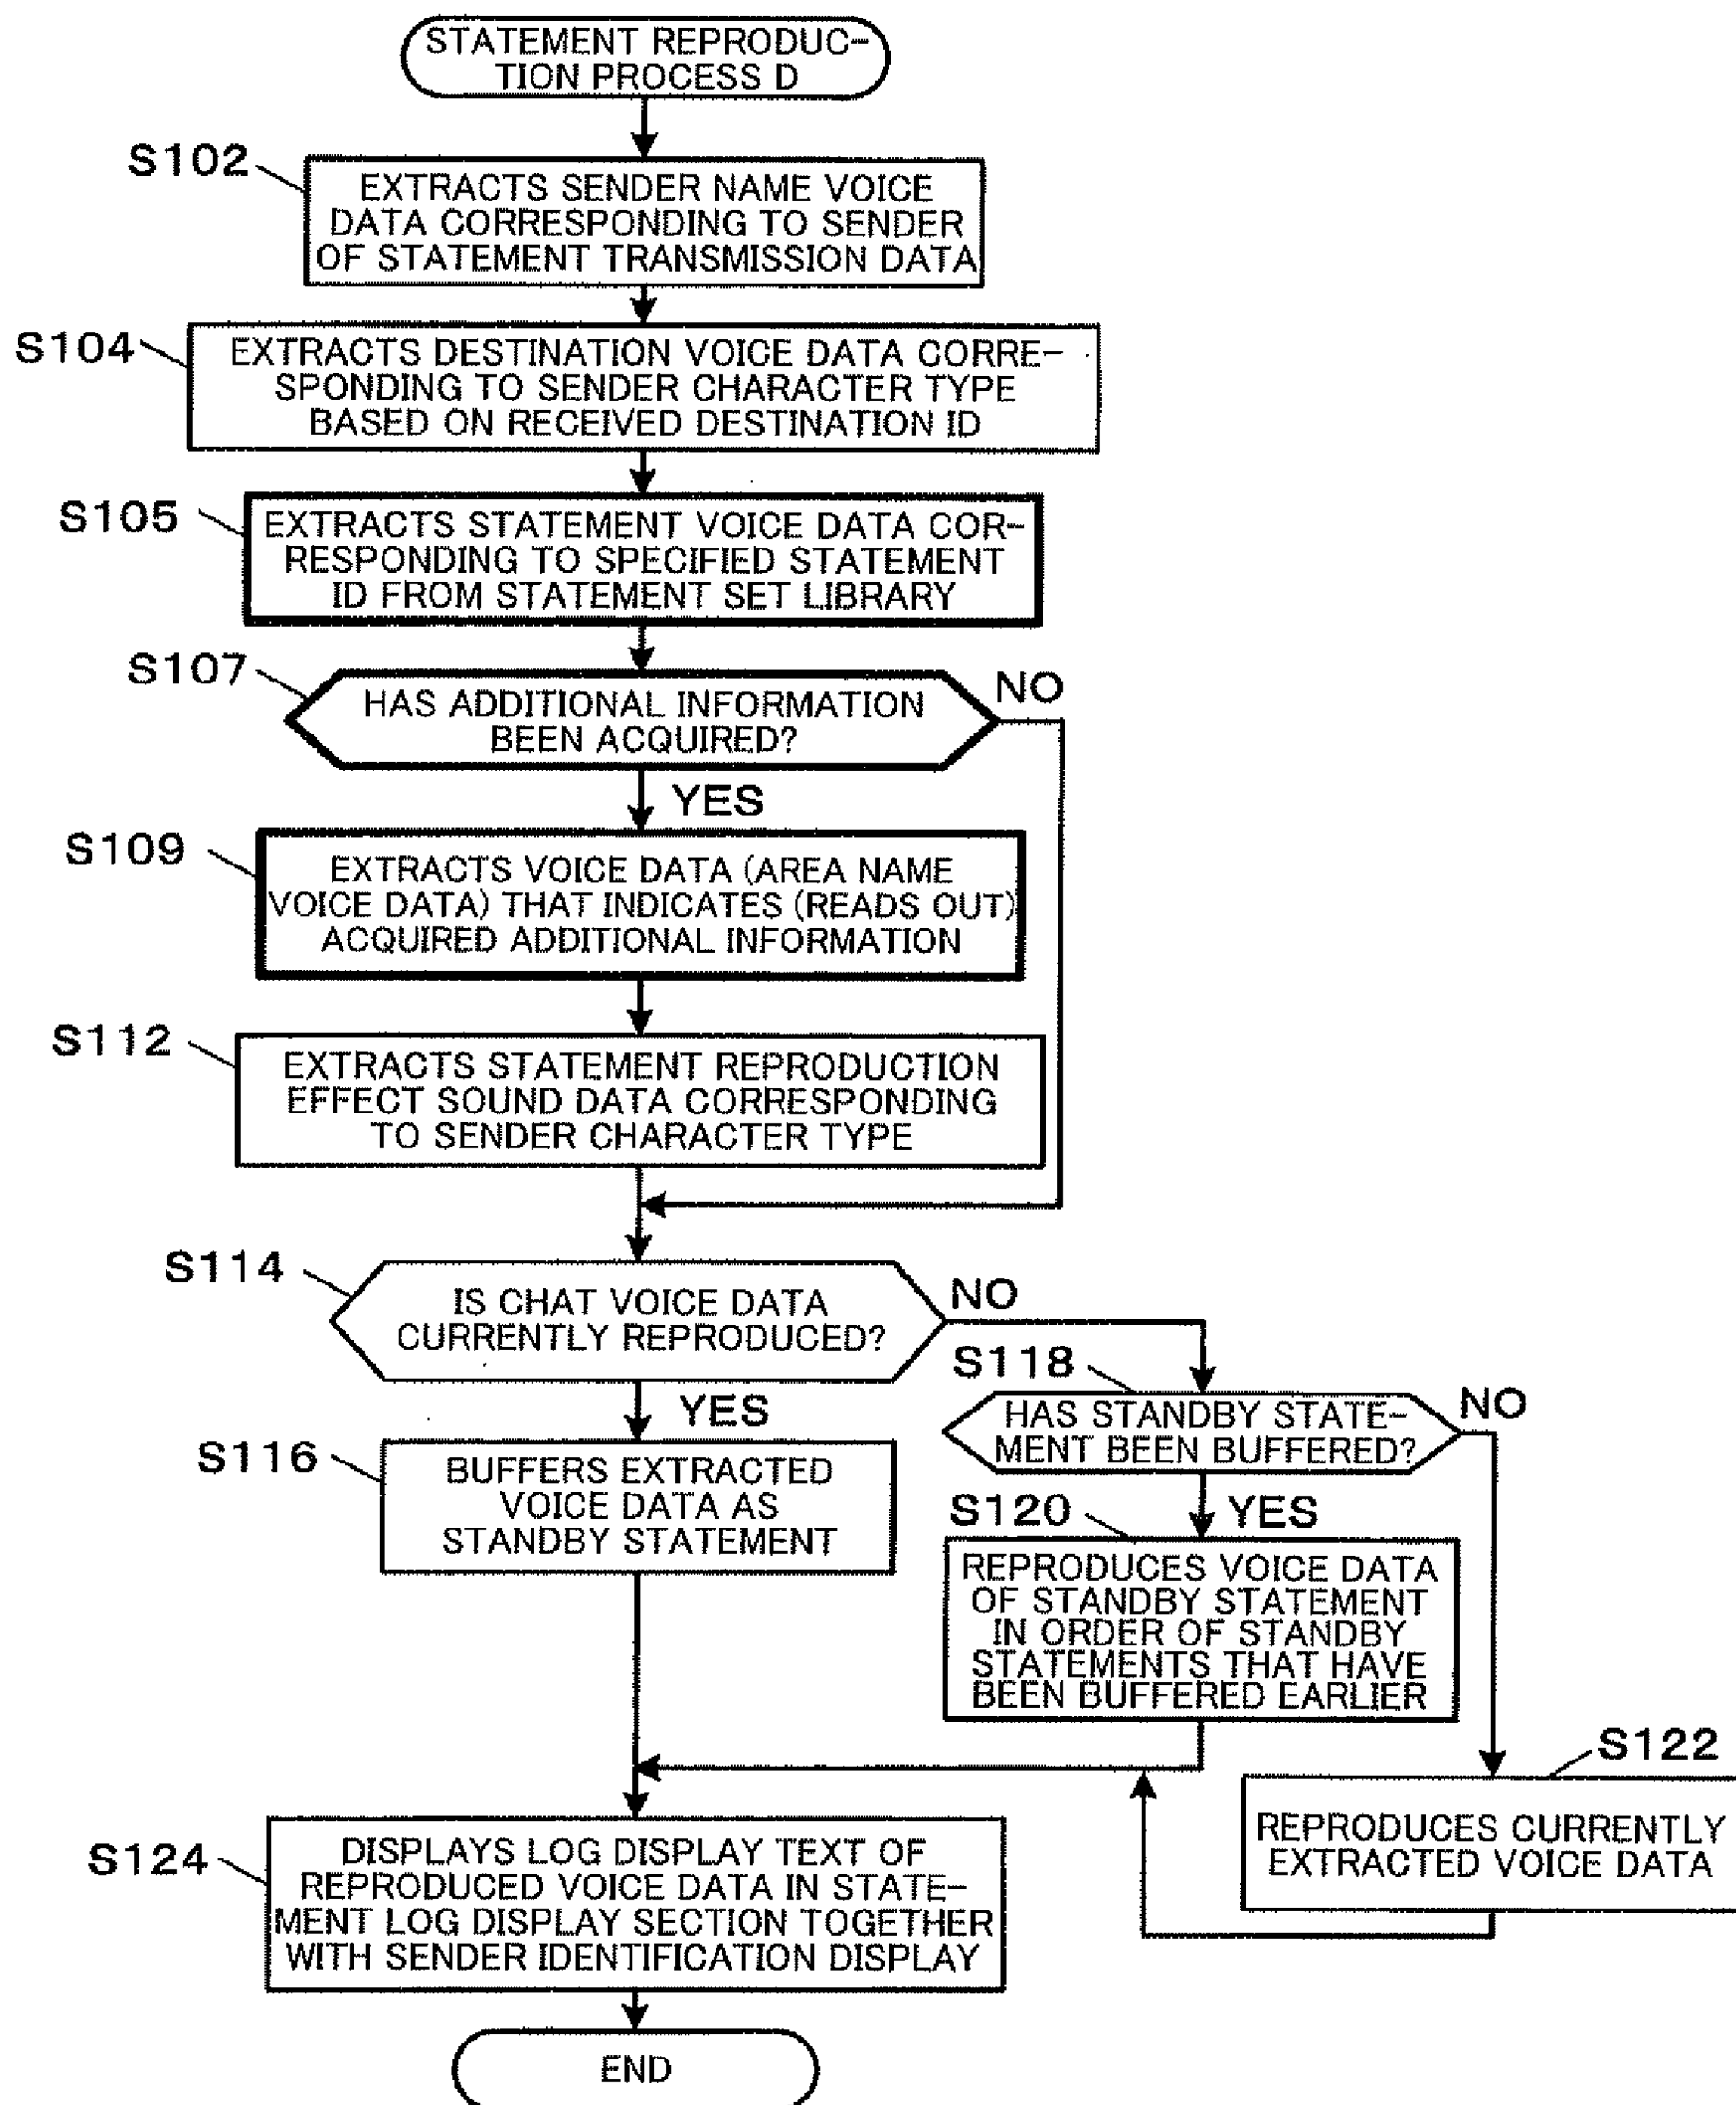 STATEMENT REPRODUC-
TION PROCESS D
S102
EXTRACTS SENDER NAME VOICE
DATA CORRESPONDING TO SENDER
OF STATEMENT TRANSMISSION DATA
S104
EXTRACTS DESTINATION VOICE DATA CORRE-
SPONDING TO SENDER CHARACTER TYPE
BASED ON RECEIVED DESTINATION ID
S105
EXTRACTS STATEMENT VOICE DATA COR-
RESPONDING TO SPECIFIED STATEMENT
ID FROM STATEMENT SET LIBRARY
S107
HAS ADDITIONAL INFORMATION
BEEN ACQUIRED?
NO
YES
S109
EXTRACTS VOICE DATA (AREA NAME
VOICE DATA) THAT INDICATES (READS OUT)
ACQUIRED ADDITIONAL INFORMATION
S112
EXTRACTS STATEMENT REPRODUCTION
EFFECT SOUND DATA CORRESPONDING
TO SENDER CHARACTER TYPE
S114
IS CHAT VOICE DATA
CURRENTLY REPRODUCED?
NO
YES
S116
BUFFERS EXTRACTED
VOICE DATA AS
STANDBY STATEMENT
S118
HAS STANDBY STATE-
MENT BEEN BUFFERED?
NO
YES
S120
REPRODUCES VOICE DATA
OF STANDBY STATEMENT
IN ORDER OF STANDBY
STATEMENTS THAT HAVE
BEEN BUFFERED EARLIER
S122
REPRODUCES CURRENTLY
EXTRACTED VOICE DATA
S124
DISPLAYS LOG DISPLAY TEXT OF
REPRODUCED VOICE DATA IN STATE-
MENT LOG DISPLAY SECTION TOGETHER
WITH SENDER IDENTIFICATION DISPLAY
END